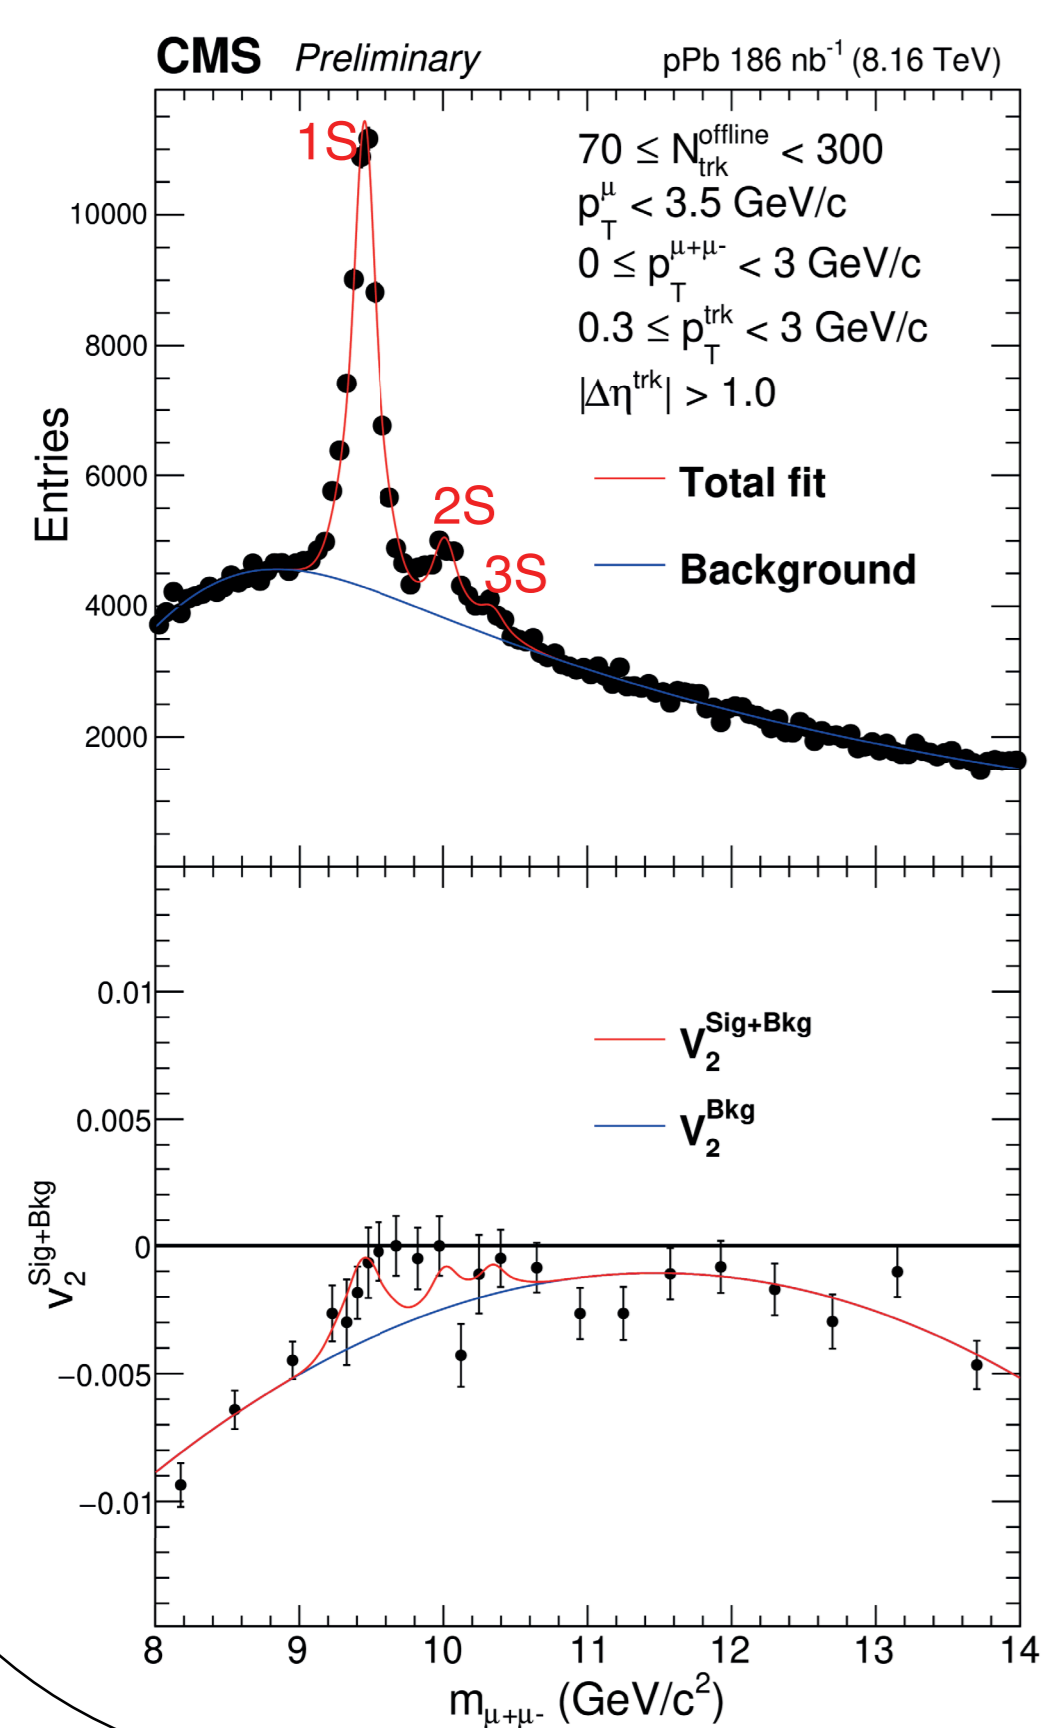 CMS Preliminary pPb 186 nb⁻¹ (8.16 TeV)
1S
70 ≤ N_trk^offline < 300
p_T^μ < 3.5 GeV/c
0 ≤ p_T^μ+μ- < 3 GeV/c
0.3 ≤ p_T^trk < 3 GeV/c
|Δη^trk| > 1.0
2S
3S
Total fit
Background
Entries
10000
8000
6000
4000
2000
v_2^Sig+Bkg
v_2^Bkg
v_2^Sig+Bkg
0.01
0.005
0
−0.005
−0.01
8 9 10 11 12 13 14
m_μ+μ- (GeV/c²)